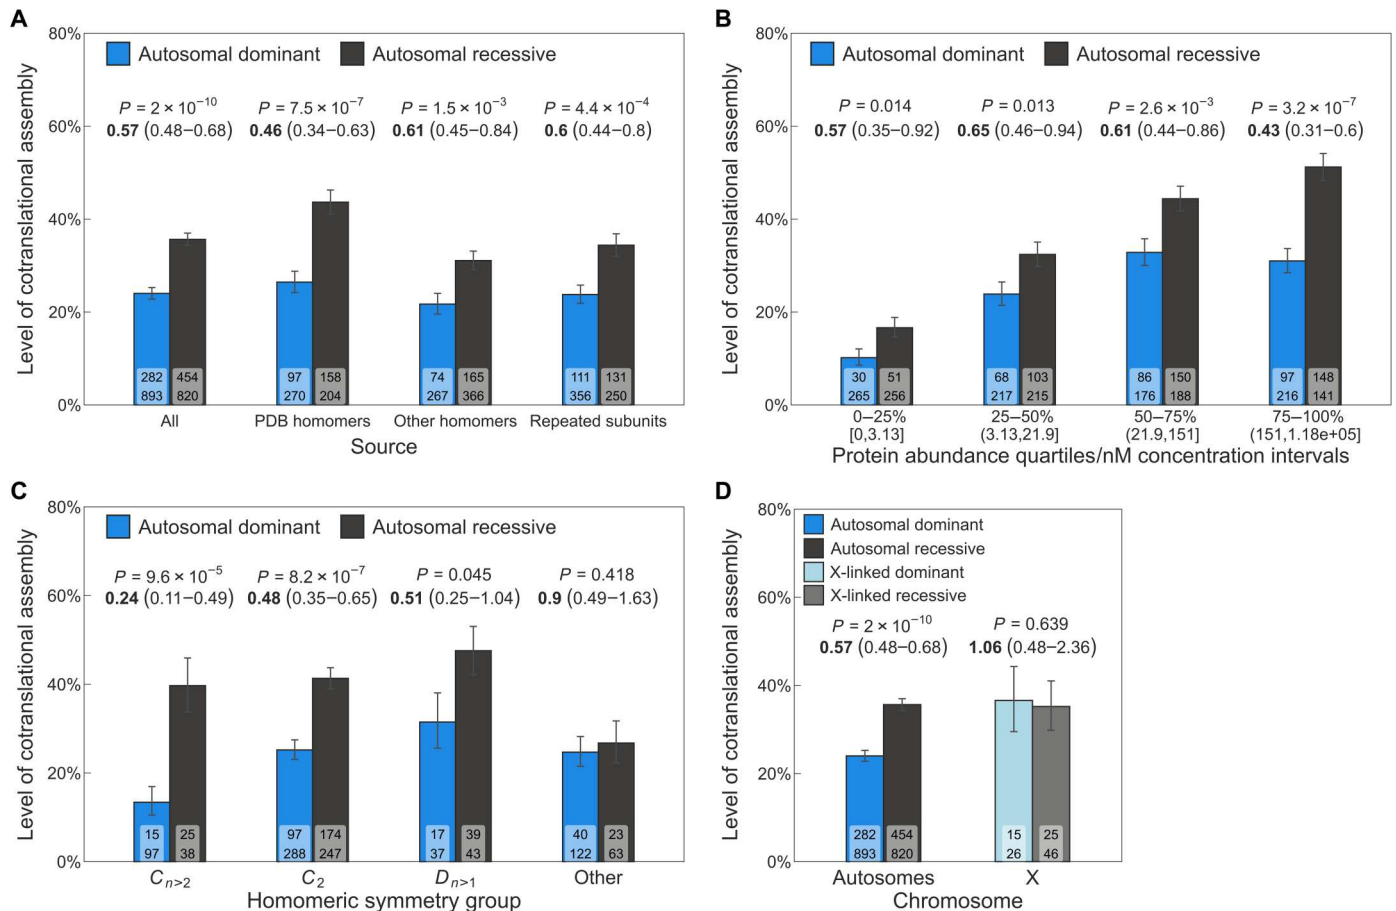 A
Level of cotranslational assembly
80%
60%
40%
20%
0%
Autosomal dominant
Autosomal recessive
P = 2 × 10⁻¹⁰
0.57 (0.48–0.68)
P = 7.5 × 10⁻⁷
0.46 (0.34–0.63)
P = 1.5 × 10⁻³
0.61 (0.45–0.84)
P = 4.4 × 10⁻⁴
0.6 (0.44–0.8)
282 454
893 820
97 158
270 204
74 165
267 366
111 131
356 250
All PDB homomers Other homomers Repeated subunits
Source
B
Level of cotranslational assembly
80%
60%
40%
20%
0%
Autosomal dominant
Autosomal recessive
P = 0.014
0.57 (0.35–0.92)
P = 0.013
0.65 (0.46–0.94)
P = 2.6 × 10⁻³
0.61 (0.44–0.86)
P = 3.2 × 10⁻⁷
0.43 (0.31–0.6)
30 51
265 256
68 103
217 215
86 150
176 188
97 148
216 141
0–25% 25–50% 50–75% 75–100%
[0,3.13] (3.13,21.9] (21.9,151] (151,1.18e+05]
Protein abundance quartiles/nM concentration intervals
C
Level of cotranslational assembly
80%
60%
40%
20%
0%
Autosomal dominant
Autosomal recessive
P = 9.6 × 10⁻⁵
0.24 (0.11–0.49)
P = 8.2 × 10⁻⁷
0.48 (0.35–0.65)
P = 0.045
0.51 (0.25–1.04)
P = 0.418
0.9 (0.49–1.63)
15 25
97 38
97 174
288 247
17 39
37 43
40 23
122 63
Cn>2 C2 Dn>1 Other
Homomeric symmetry group
D
Level of cotranslational assembly
80%
60%
40%
20%
0%
Autosomal dominant
Autosomal recessive
X-linked dominant
X-linked recessive
P = 2 × 10⁻¹⁰
0.57 (0.48–0.68)
P = 0.639
1.06 (0.48–2.36)
282 454
893 820
15 25
26 46
Autosomes X
Chromosome